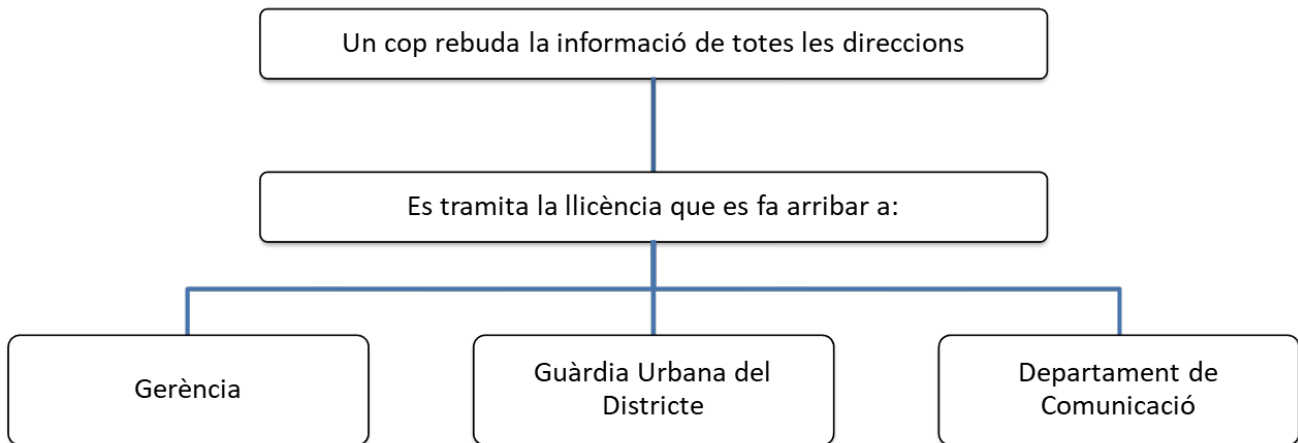 Un cop rebuda la informació de totes les direccions
Es tramita la llicència que es fa arribar a:
Gerència
Guàrdia Urbana del
Districte
Departament de
Comunicació